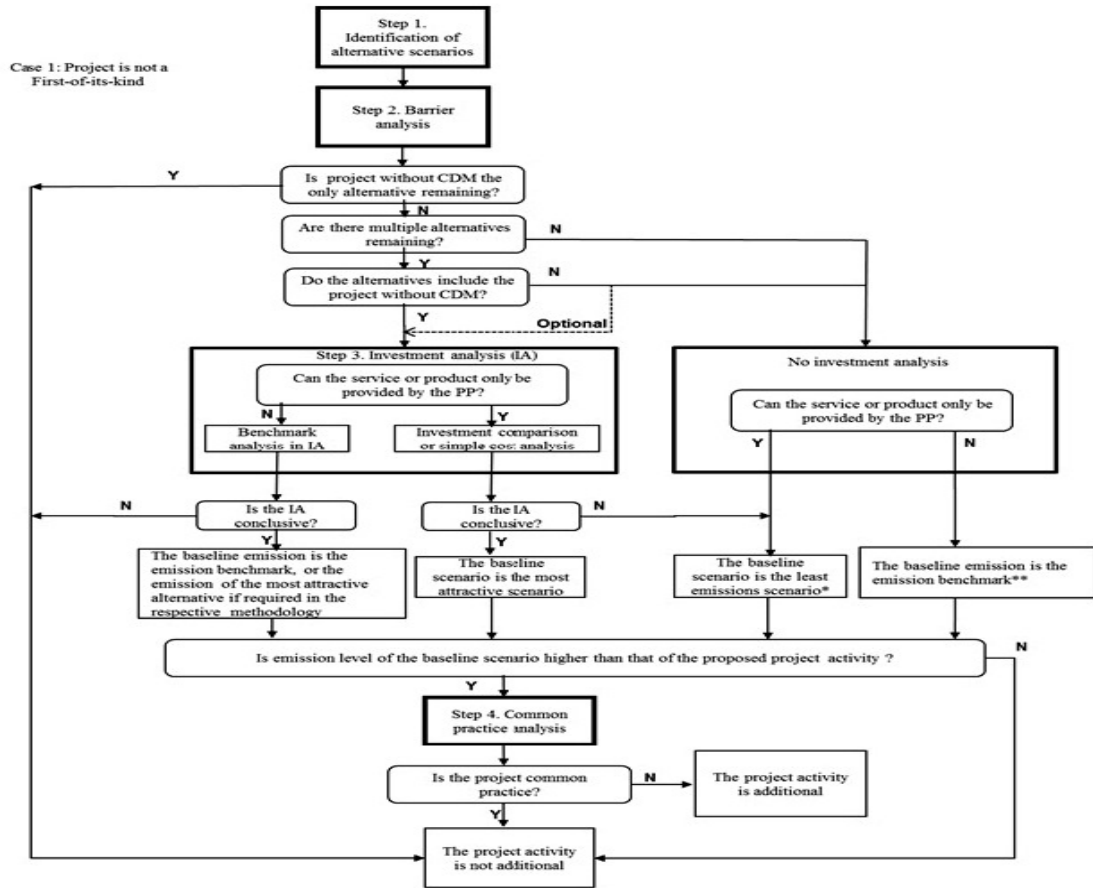 Step 1.
Identification of
alternative scenarios
Case 1: Project is not a
First-of-its-kind
Step 2. Barrier
analysis
Y
Is project without CDM the
only alternative remaining?
N
Are there multiple alternatives
remaining?
N
Y
Do the alternatives include the
project without CDM?
N
Y
Optional
Step 3. Investment analysis (IA)
Can the service or product only be
provided by the PP?
N
Y
Benchmark
analysis in IA
Investment comparison
or simple cost analysis
No investment analysis
Can the service or product only be
provided by the PP?
Y
N
N
Is the IA
conclusive?
Y
Is the IA
conclusive?
N
Y
The baseline emission is the
emission benchmark, or the
emission of the most attractive
alternative if required in the
respective methodology
The baseline
scenario is the most
attractive scenario
The baseline
scenario is the least
emissions scenario*
The baseline emission is the
emission benchmark**
Is emission level of the baseline scenario higher than that of the proposed project activity ?
N
Y
Step 4. Common
practice analysis
Is the project common
practice?
N
The project activity
is additional
Y
The project activity
is not additional